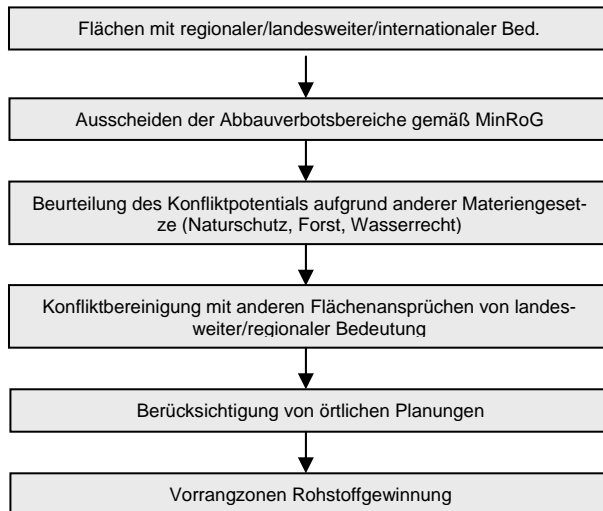 Flächen mit regionaler/landesweiter/internationaler Bed.
Ausscheiden der Abbauverbotsbereiche gemäß MinRoG
Beurteilung des Konfliktpotentials aufgrund anderer Materiengeset-
ze (Naturschutz, Forst, Wasserrecht)
Konfliktbereinigung mit anderen Flächenansprüchen von landes-
weiter/regionaler Bedeutung
Berücksichtigung von örtlichen Planungen
Vorrangzonen Rohstoffgewinnung